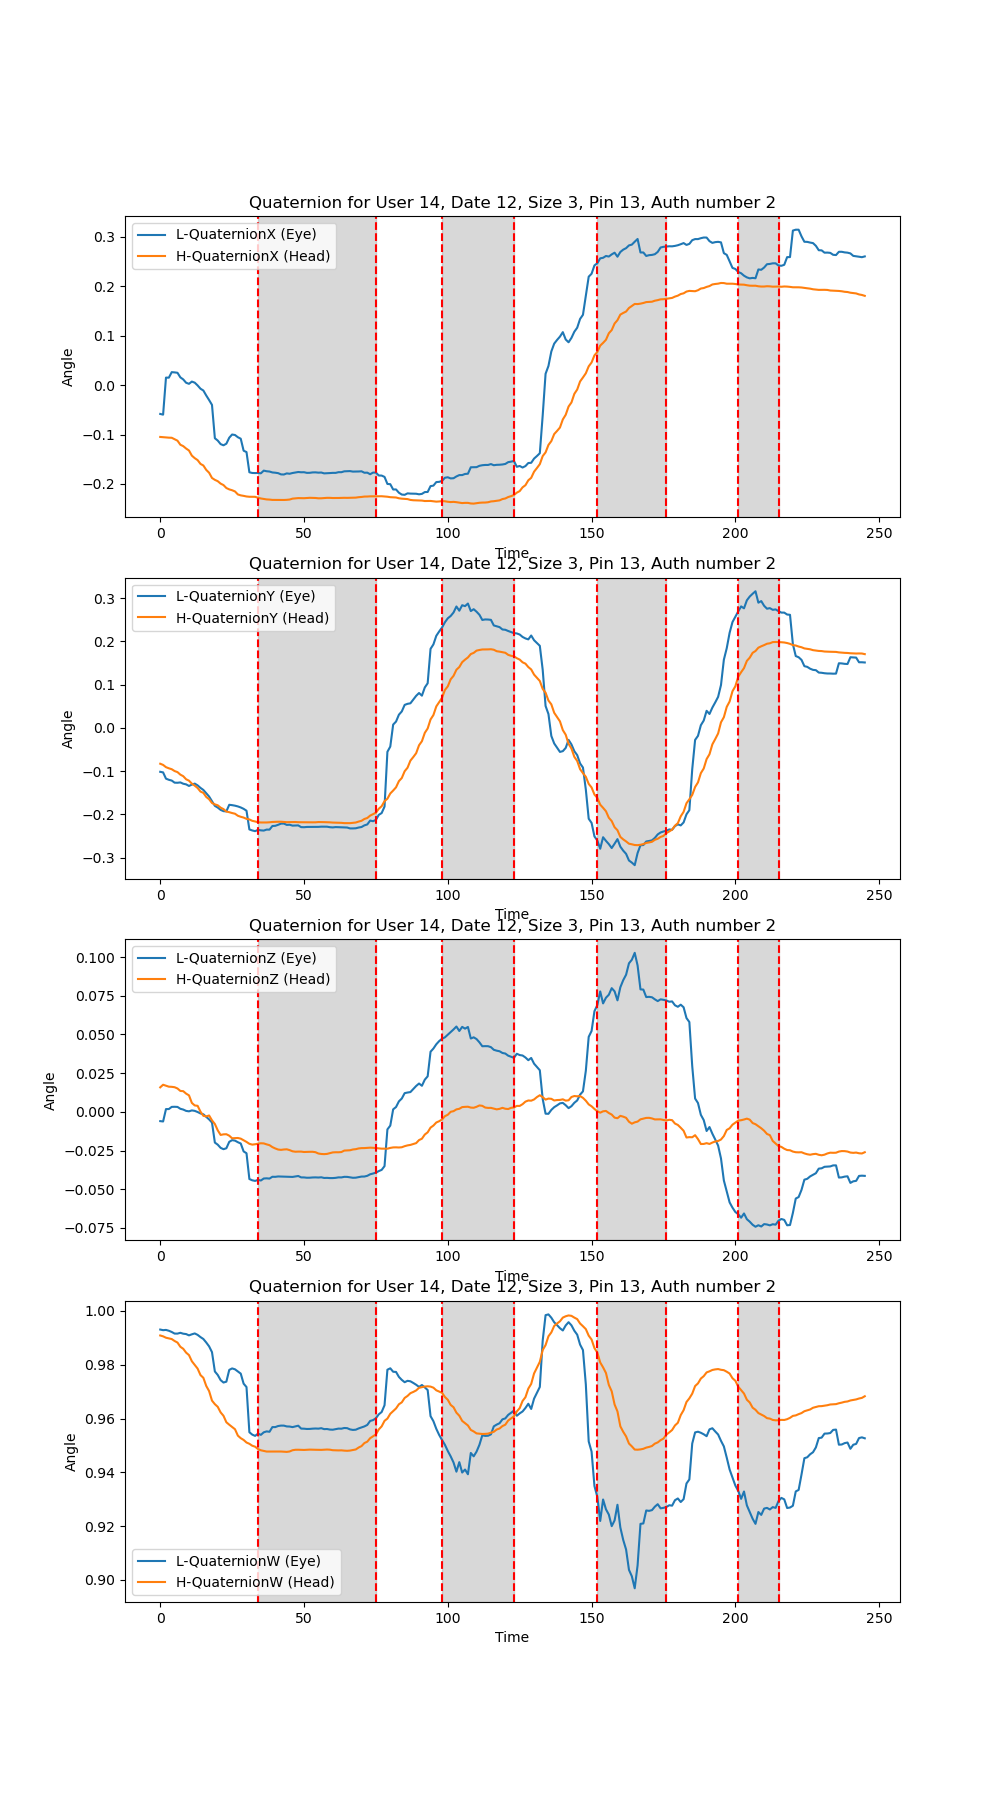 Quaternion for User 14, Date 12, Size 3, Pin 13, Auth number 2
L-QuaternionX (Eye)
H-QuaternionX (Head)
0.3
0.2
0.1
0.0
−0.1
−0.2
Angle
0 50 100 150 200 250
Time
Quaternion for User 14, Date 12, Size 3, Pin 13, Auth number 2
L-QuaternionY (Eye)
H-QuaternionY (Head)
0.3
0.2
0.1
0.0
−0.1
−0.2
−0.3
Angle
0 50 100 150 200 250
Time
Quaternion for User 14, Date 12, Size 3, Pin 13, Auth number 2
L-QuaternionZ (Eye)
H-QuaternionZ (Head)
0.100
0.075
0.050
0.025
0.000
−0.025
−0.050
−0.075
Angle
0 50 100 150 200 250
Time
Quaternion for User 14, Date 12, Size 3, Pin 13, Auth number 2
1.00
0.98
0.96
0.94
0.92
0.90
Angle
L-QuaternionW (Eye)
H-QuaternionW (Head)
0 50 100 150 200 250
Time